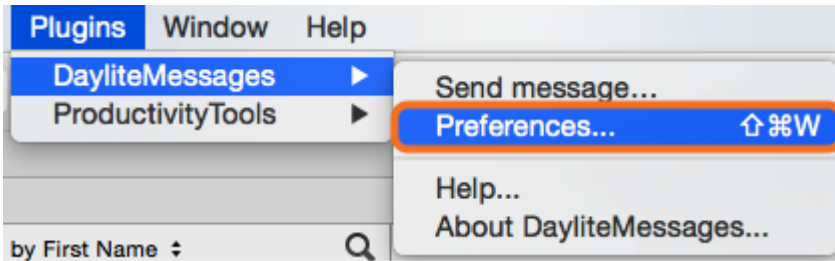 Plugins Window Help
DayliteMessages ▶
ProductivityTools ▶
Send message...
Preferences... ⇧⌘W
Help...
About DayliteMessages...
by First Name